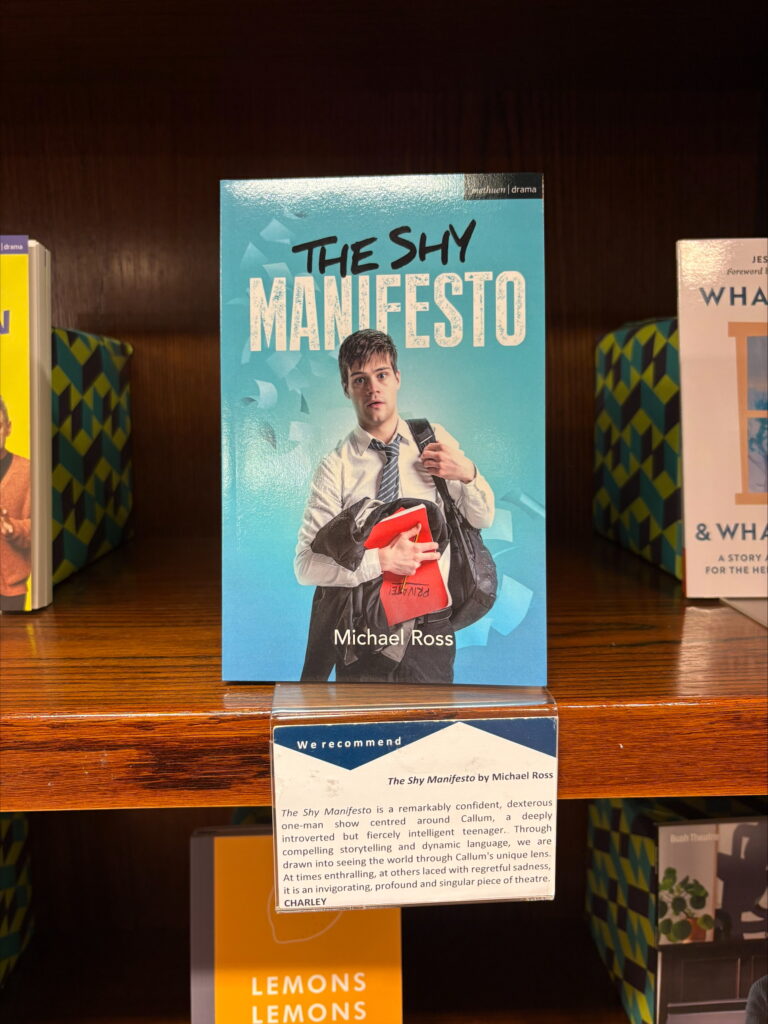 methuen | drama
THE SHY
MANIFESTO
PRIVATE!
Michael Ross
We recommend
The Shy Manifesto by Michael Ross
The Shy Manifesto is a remarkably confident, dexterous
one-man show centred around Callum, a deeply
introverted but fiercely intelligent teenager. Through
compelling storytelling and dynamic language, we are
drawn into seeing the world through Callum's unique lens.
At times enthralling, at others laced with regretful sadness,
it is an invigorating, profound and singular piece of theatre.
CHARLEY
| drama
N
JES
Foreword
WHA
& WHA
A STORY
FOR THE HE
LEMONS
LEMONS
Bush Theatre